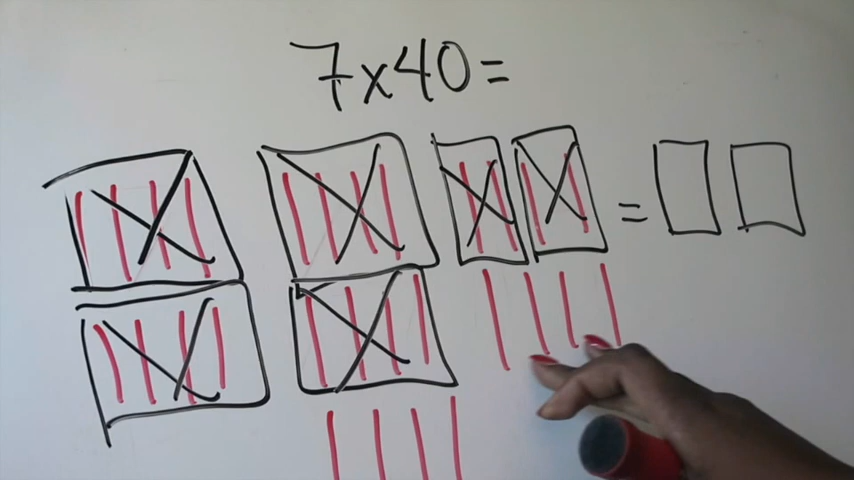 7x40=
=